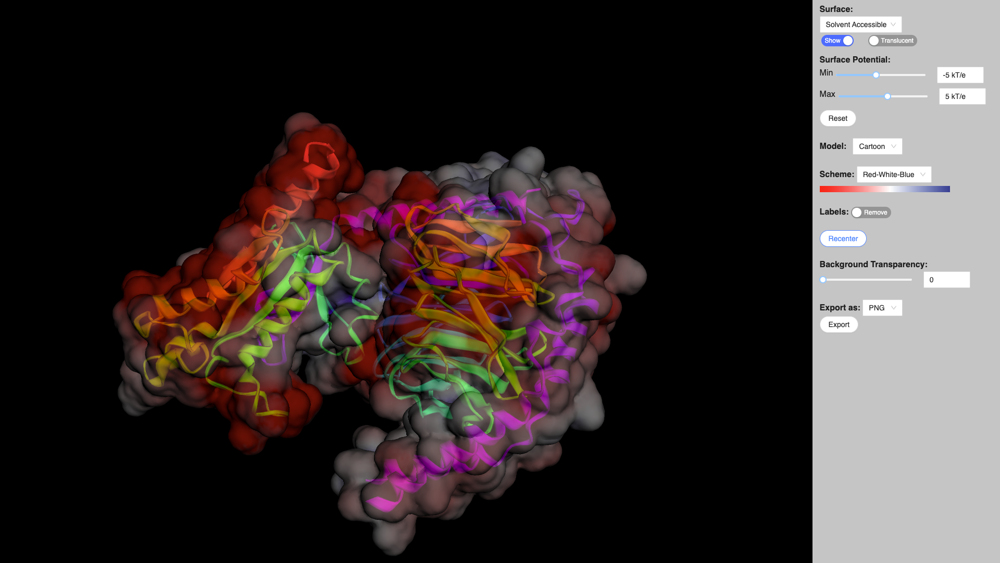 Surface:
Solvent Accessible
Show Translucent
Surface Potential:
Min -5 kT/e
Max 5 kT/e
Reset
Model: Cartoon
Scheme: Red-White-Blue
Labels: Remove
Recenter
Background Transparency:
0
Export as: PNG
Export